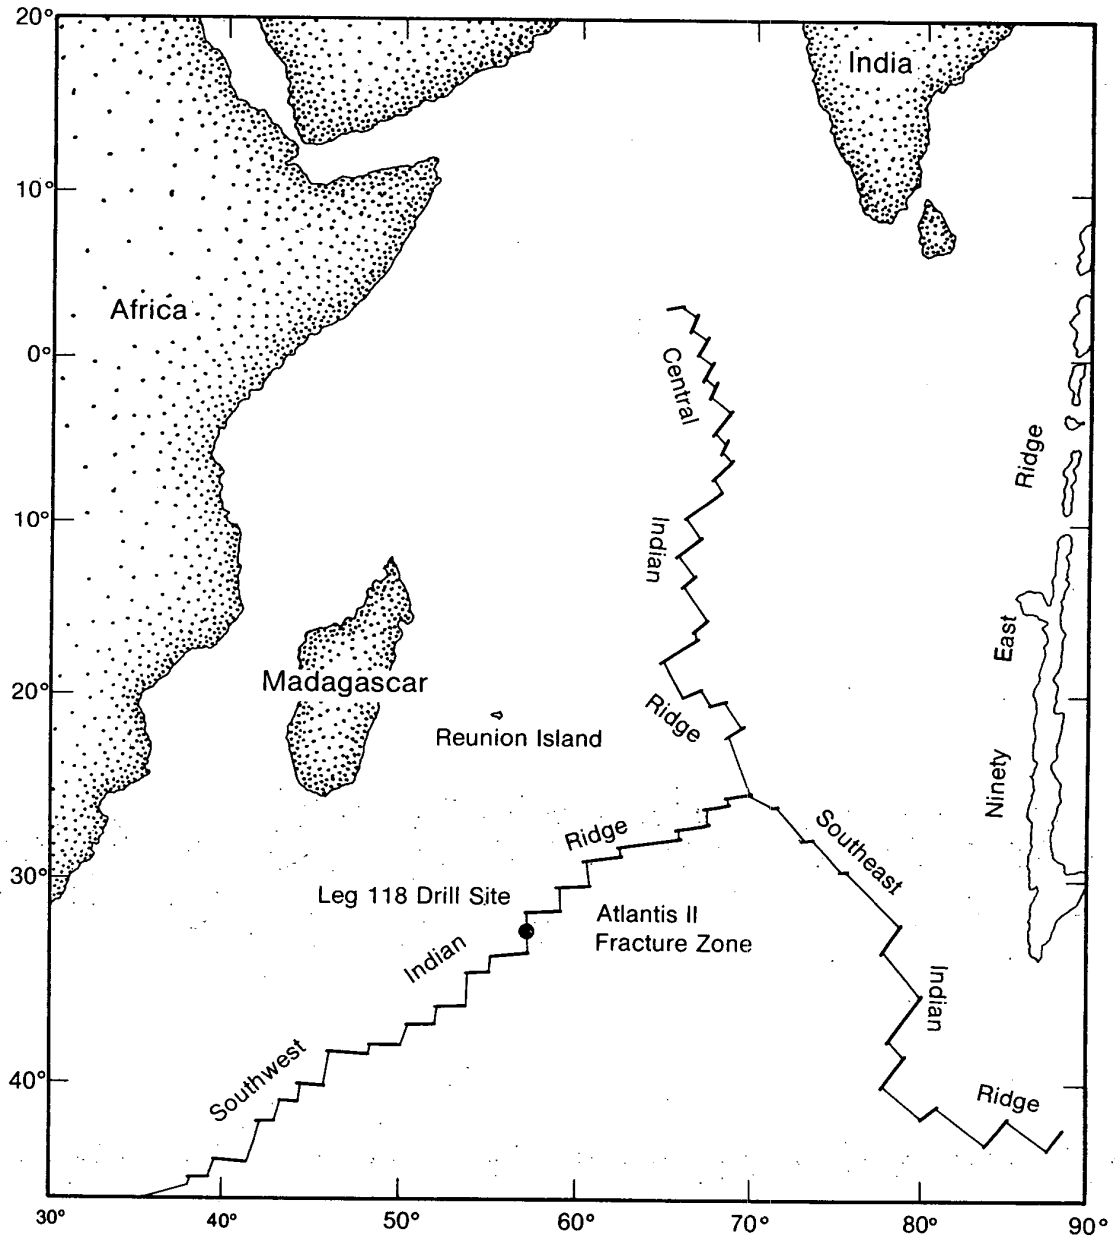 20°
India
10°
Africa
0°
Central
Ridge
10°
Indian
East
Madagascar
20°
Ridge
Reunion Island
Ninety
Ridge
Southeast
30°
Leg 118 Drill Site
Atlantis II
Fracture Zone
Indian
Indian
Southwest
40°
Ridge
30°
40°
50°
60°
70°
80°
90°